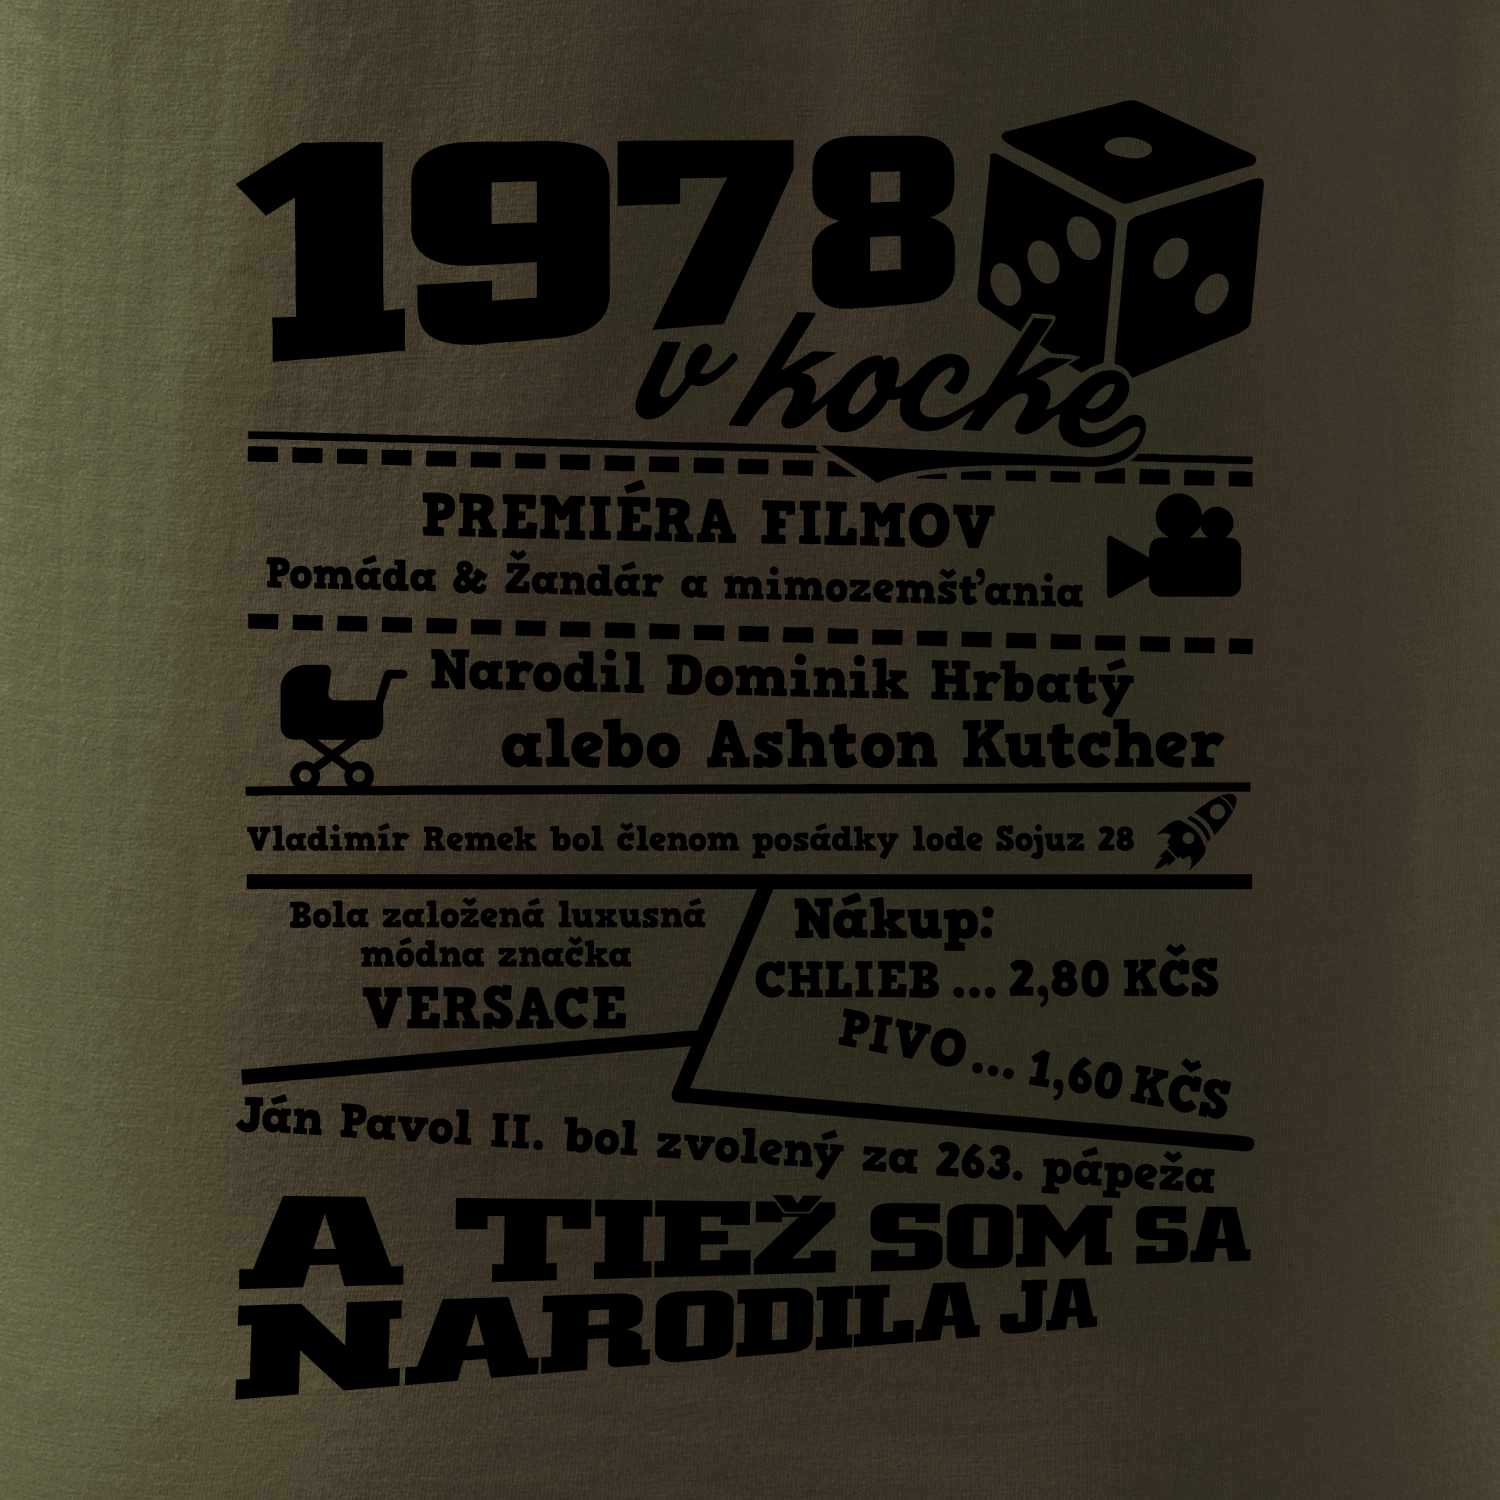 1978
v kocke
PREMIÉRA FILMOV
Pomáda & Žandár a mimozemšťania
Narodil Dominik Hrbatý
alebo Ashton Kutcher
Vladimír Remek bol členom posádky lode Sojuz 28
Bola založená luxusná
módna značka
VERSACE
Nákup:
CHLIEB ... 2,80 KČS
PIVO ... 1,60 KČS
Ján Pavol II. bol zvolený za 263. pápeža
A TIEŽ SOM SA
NARODILA JA